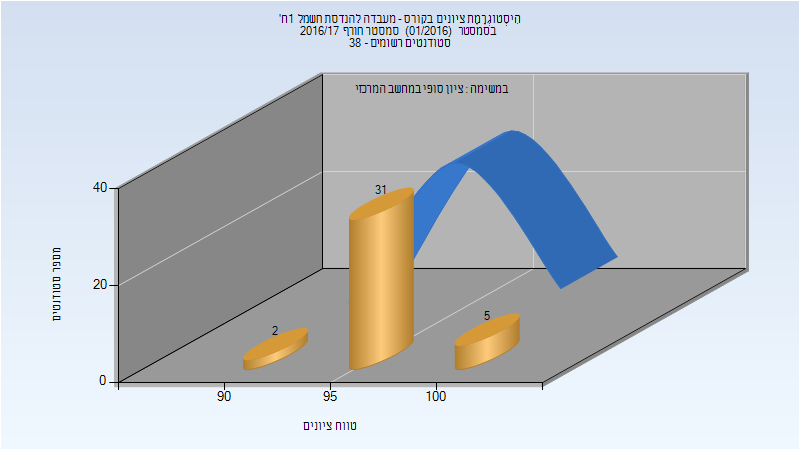 היסטוגרמת ציונים בקורס - מעבדה להנדסת חשמל 1ח'
בסמסטר (01/2016) סמסטר חורף 2016/17
סטודנטים רשומים - 38
במשימה : ציון סופי במחשב המרכזי
40
20
0
מספר סטודנטים
31
2
5
90
95
100
טווח ציונים